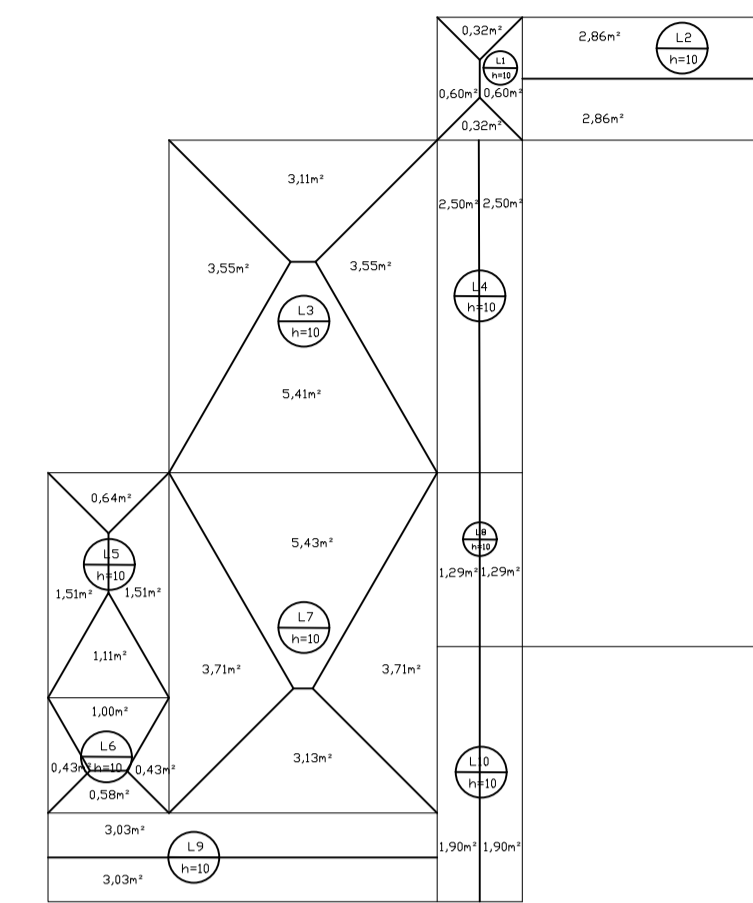 0,32m²
2,86m²
L2
h=10
L1
h=10
0,60m² 0,60m²
2,86m²
0,32m²
3,11m²
2,50m² 2,50m²
3,55m²
3,55m²
L4
h=10
L3
h=10
5,41m²
0,64m²
5,43m²
L8
h=10
L5
h=10
1,29m² 1,29m²
1,51m²
1,51m²
L7
h=10
1,11m²
3,71m²
3,71m²
1,00m²
L6
h=10
0,43m²
0,43m²
3,13m²
L10
h=10
0,58m²
3,03m²
L9
h=10
1,90m² 1,90m²
3,03m²